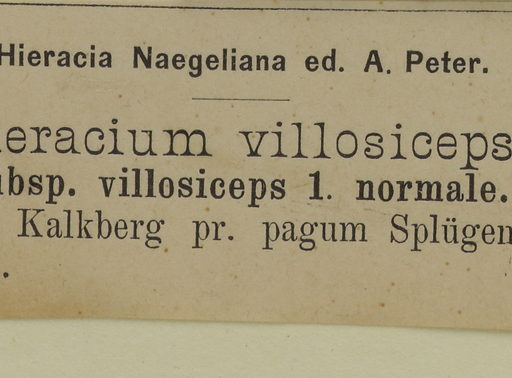 Hieracia Naegeliana ed. A. Peter.
eracium villosiceps
ubsp. villosiceps 1. normale.
Kalkberg pr. pagum Splügen
.